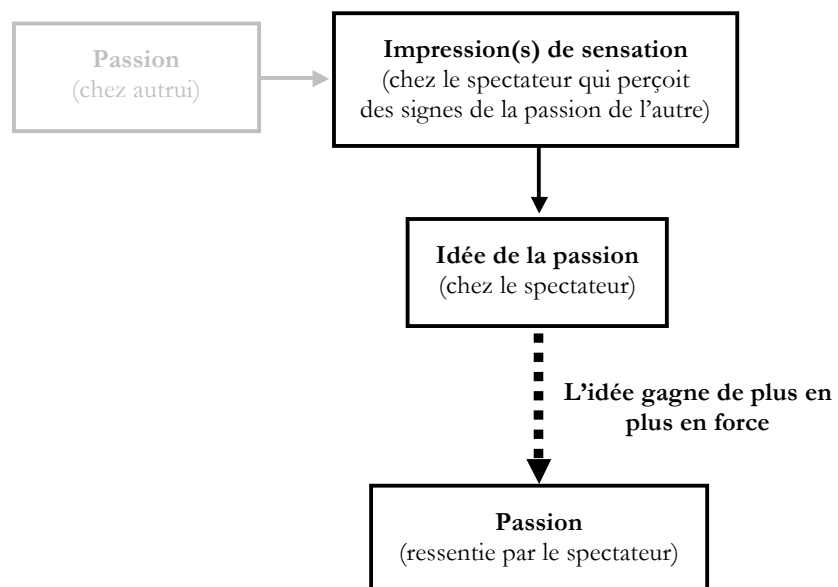 Passion
(chez autrui)
Impression(s) de sensation
(chez le spectateur qui perçoit
des signes de la passion de l’autre)
Idée de la passion
(chez le spectateur)
L’idée gagne de plus en
plus en force
Passion
(ressentie par le spectateur)